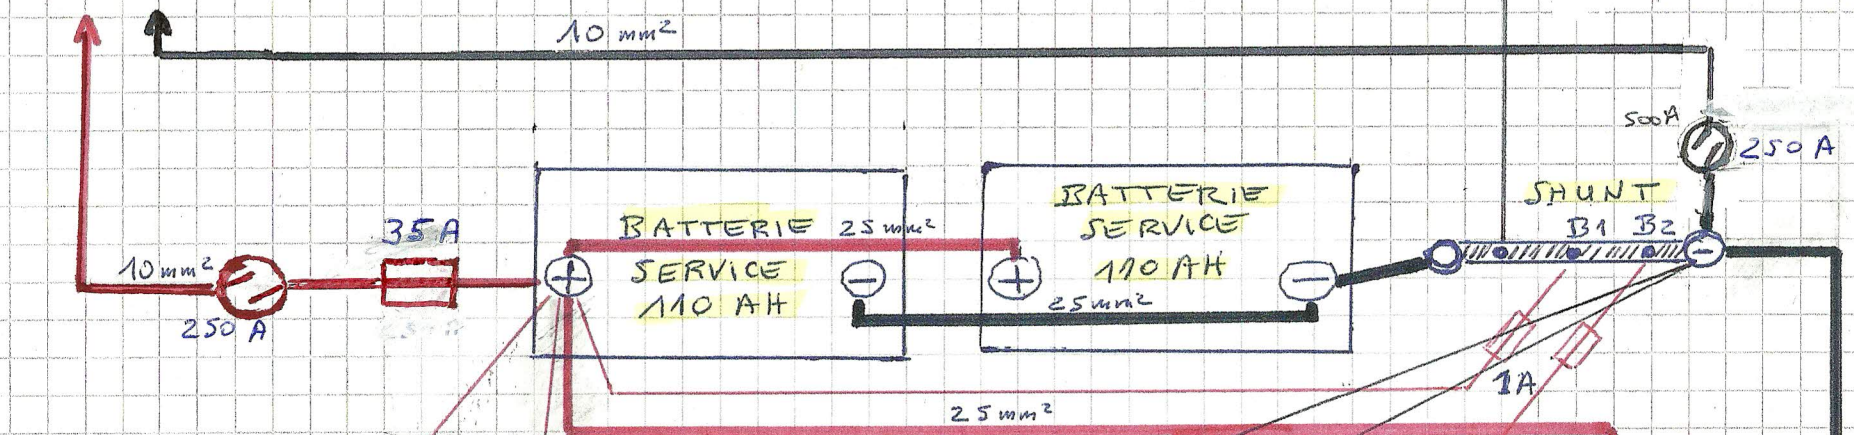 10 mm²
500A
250 A
SHUNT
B1 B2
35 A
10 mm²
250 A
BATTERIE
SERVICE
110 AH
25 mm²
BATTERIE
SERVICE
110 AH
25 mm²
1A
25 mm²
+
-
+
-
-